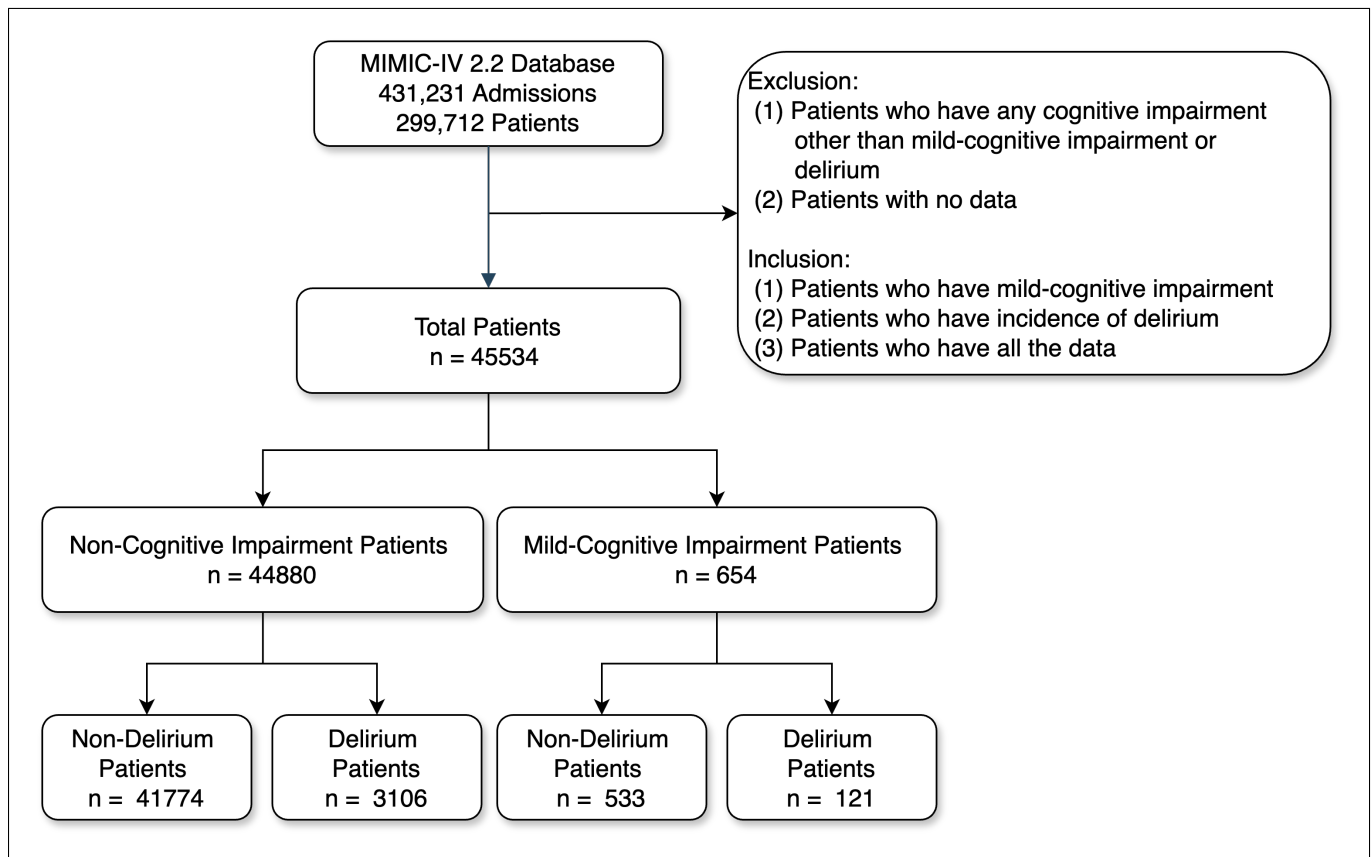 MIMIC-IV 2.2 Database
431,231 Admissions
299,712 Patients
Exclusion:
(1) Patients who have any cognitive impairment
other than mild-cognitive impairment or
delirium
(2) Patients with no data
Inclusion:
(1) Patients who have mild-cognitive impairment
(2) Patients who have incidence of delirium
(3) Patients who have all the data
Total Patients
n = 45534
Non-Cognitive Impairment Patients
n = 44880
Mild-Cognitive Impairment Patients
n = 654
Non-Delirium
Patients
n = 41774
Delirium
Patients
n = 3106
Non-Delirium
Patients
n = 533
Delirium
Patients
n = 121